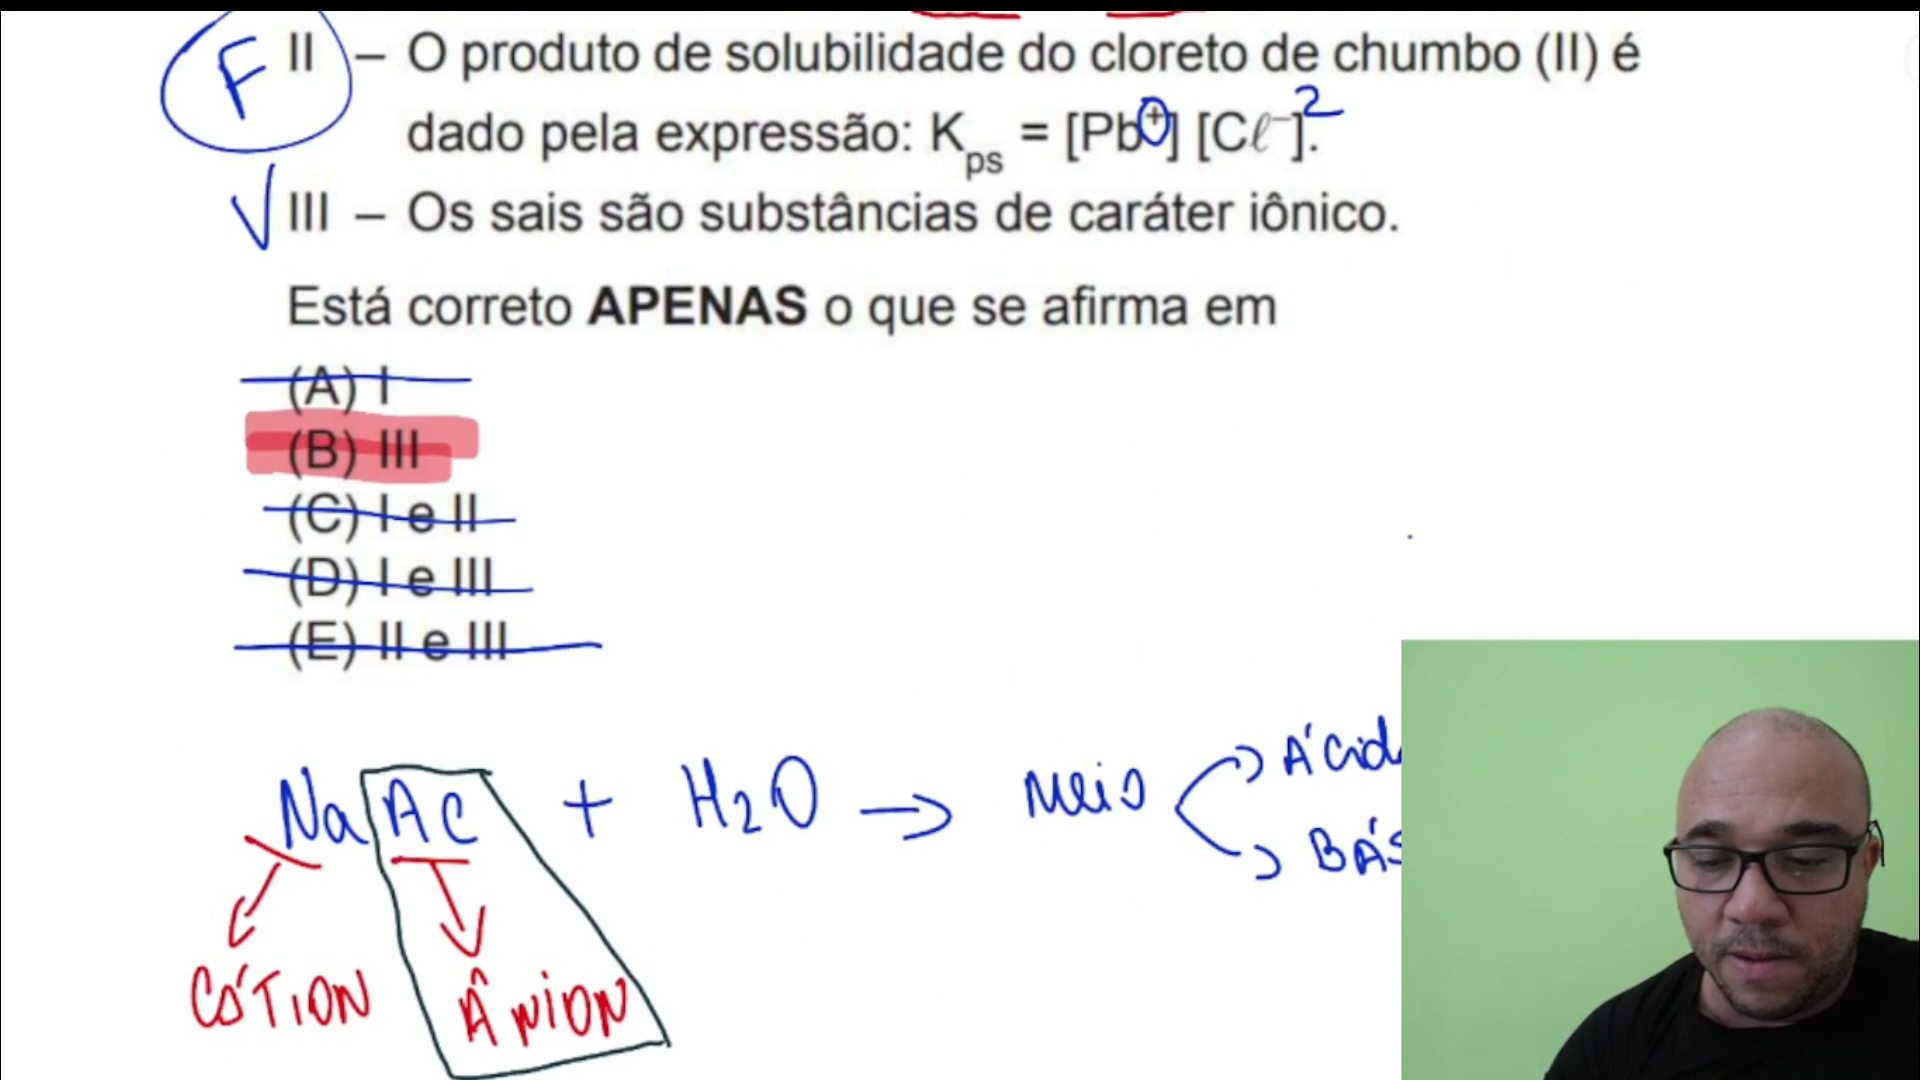 F II – O produto de solubilidade do cloreto de chumbo (II) é
dado pela expressão: Kps = [Pb+] [Cℓ–]2.
√ III – Os sais são substâncias de caráter iônico.
Está correto APENAS o que se afirma em
(A) I
(B) III
(C) I e II
(D) I e III
(E) II e III
NaAc + H2O → meio
Ácid
BÁS
CÁTION
ÂNION